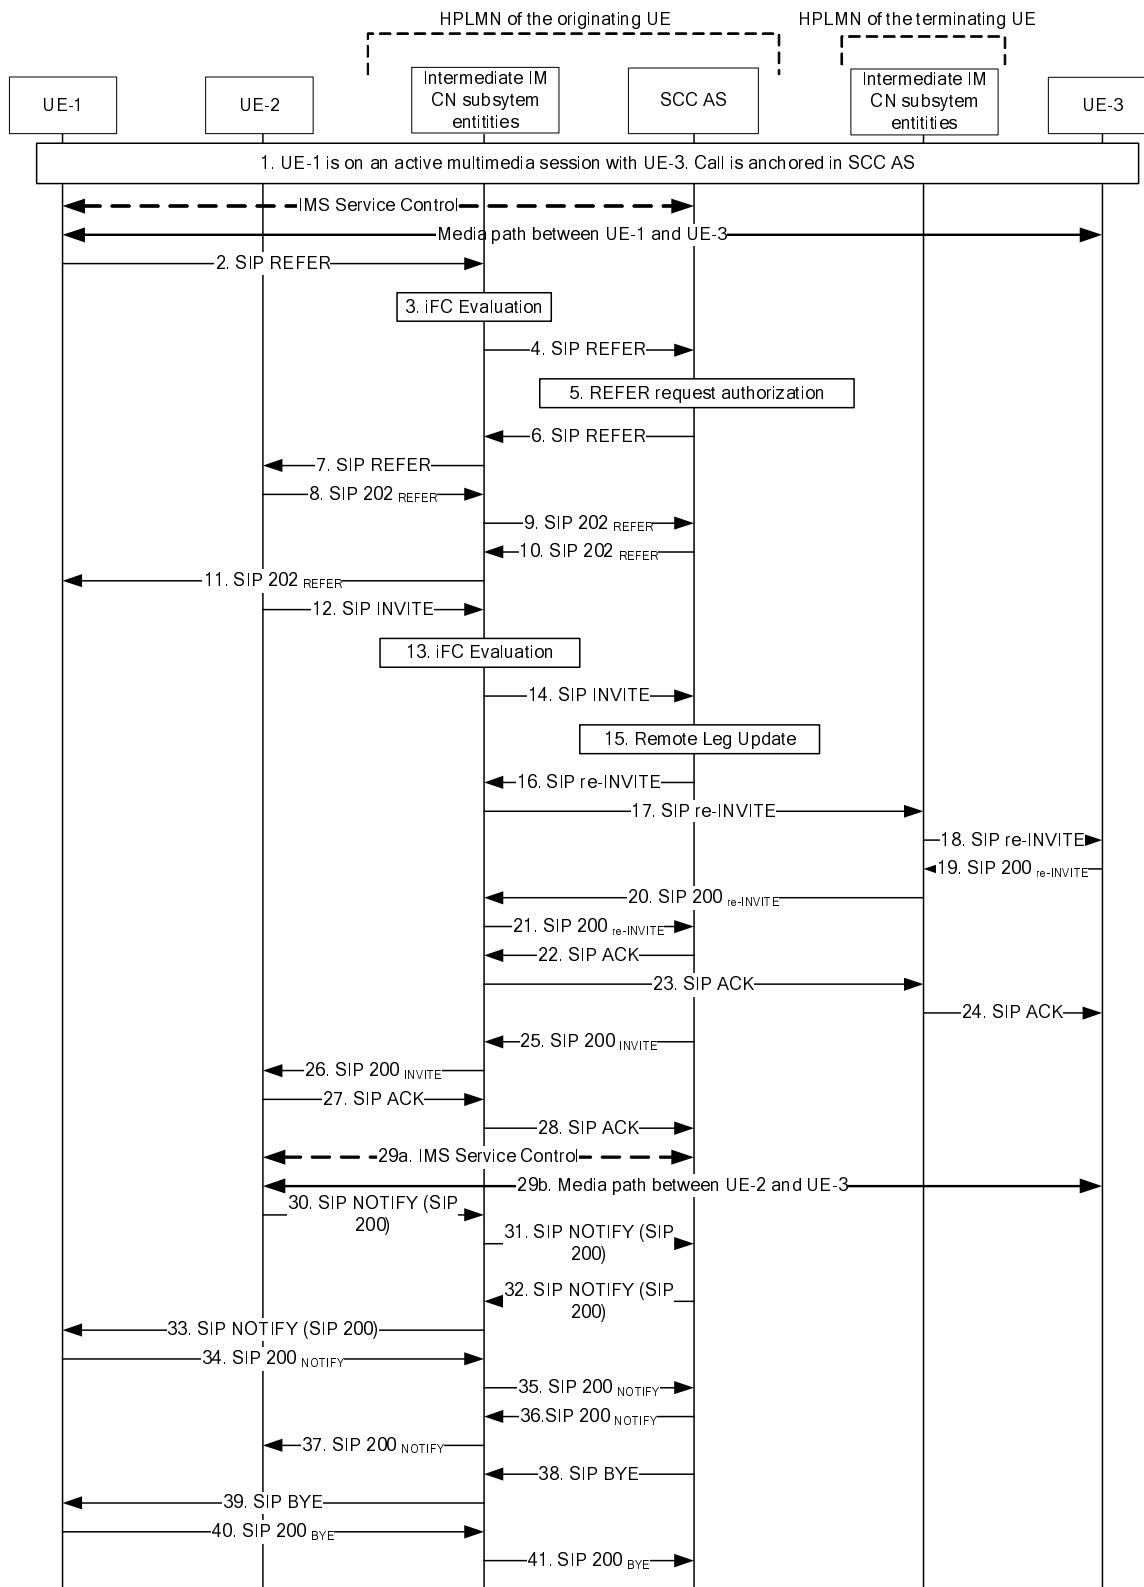 HPLMN of the originating UE
HPLMN of the terminating UE
UE-1
UE-2
Intermediate IM
CN subsytem
entitities
SCC AS
Intermediate IM
CN subsystem
entitities
UE-3
1. UE-1 is on an active multimedia session with UE-3. Call is anchored in SCC AS
IMS Service Control
Media path between UE-1 and UE-3
2. SIP REFER
3. iFC Evaluation
4. SIP REFER
5. REFER request authorization
6. SIP REFER
7. SIP REFER
8. SIP 202 REFER
9. SIP 202 REFER
10. SIP 202 REFER
11. SIP 202 REFER
12. SIP INVITE
13. iFC Evaluation
14. SIP INVITE
15. Remote Leg Update
16. SIP re-INVITE
17. SIP re-INVITE
18. SIP re-INVITE
19. SIP 200 re-INVITE
20. SIP 200 re-INVITE
21. SIP 200 re-INVITE
22. SIP ACK
23. SIP ACK
24. SIP ACK
25. SIP 200 INVITE
26. SIP 200 INVITE
27. SIP ACK
28. SIP ACK
29a. IMS Service Control
29b. Media path between UE-2 and UE-3
30. SIP NOTIFY (SIP
200)
31. SIP NOTIFY (SIP
200)
32. SIP NOTIFY (SIP
200)
33. SIP NOTIFY (SIP 200)
34. SIP 200 NOTIFY
35. SIP 200 NOTIFY
36.SIP 200 NOTIFY
37. SIP 200 NOTIFY
38. SIP BYE
39. SIP BYE
40. SIP 200 BYE
41. SIP 200 BYE